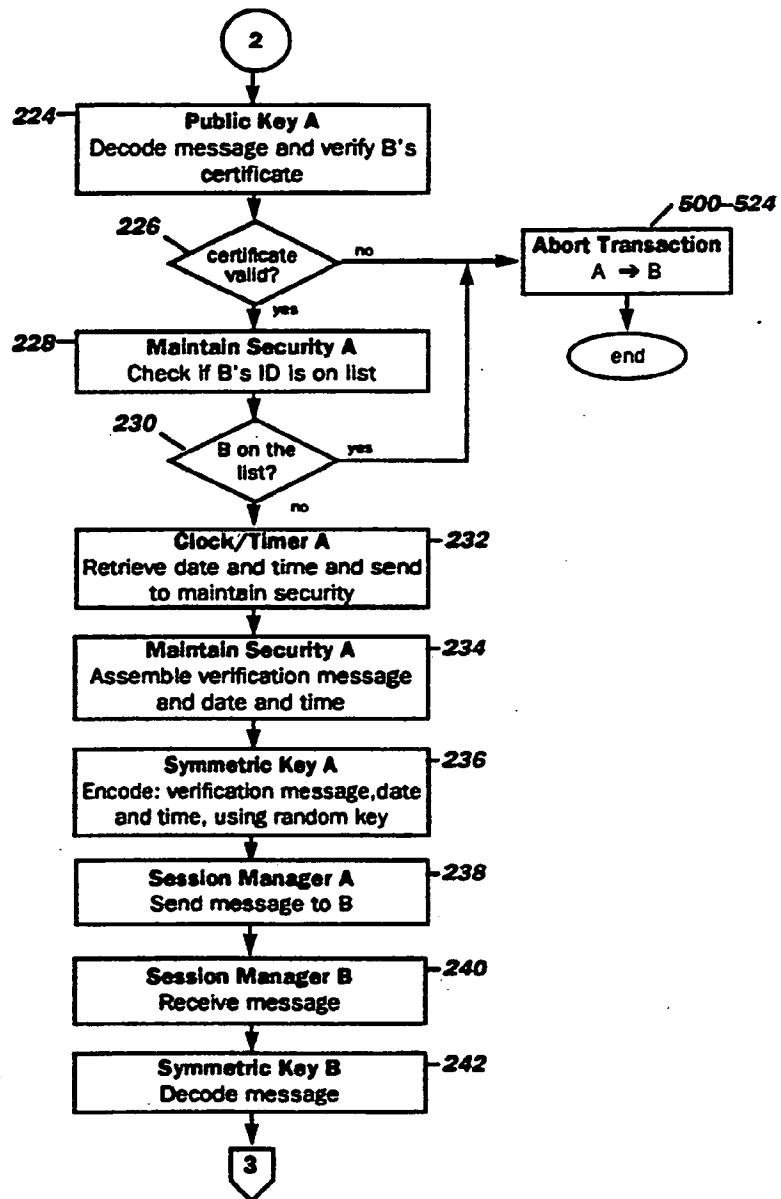 2
224
Public Key A
Decode message and verify B's
certificate
226
certificate
valid?
no
yes
500-524
Abort Transaction
A → B
end
228
Maintain Security A
Check if B's ID is on list
230
B on the
list?
yes
no
Clock/Timer A
Retrieve date and time and send
to maintain security
232
Maintain Security A
Assemble verification message
and date and time
234
Symmetric Key A
Encode: verification message,date
and time, using random key
236
Session Manager A
Send message to B
238
Session Manager B
Receive message
240
Symmetric Key B
Decode message
242
3